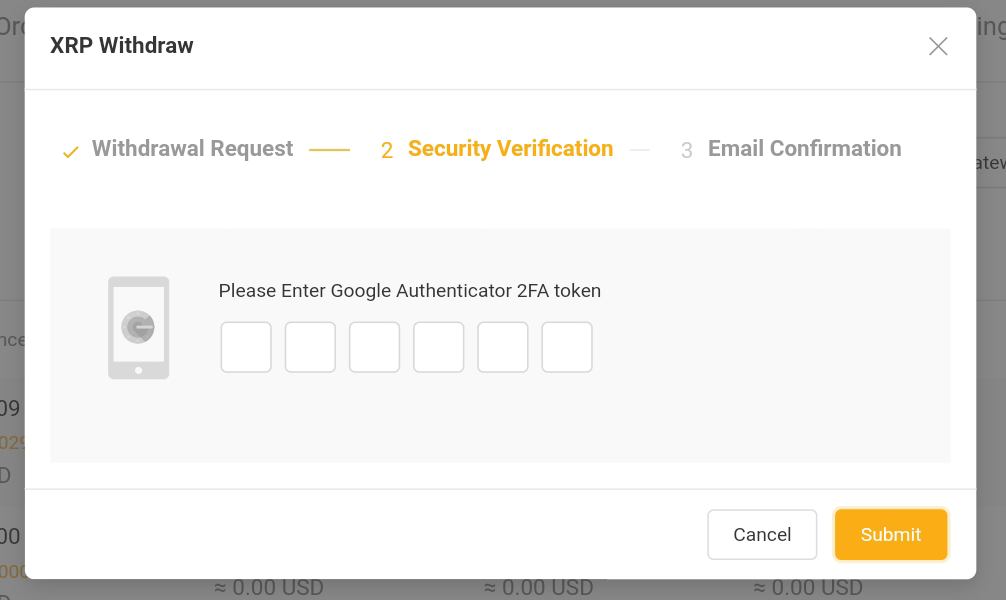 XRP Withdraw
Withdrawal Request
2 Security Verification
3 Email Confirmation
Please Enter Google Authenticator 2FA token
Cancel
Submit
≈ 0.00 USD
≈ 0.00 USD
≈ 0.00 USD